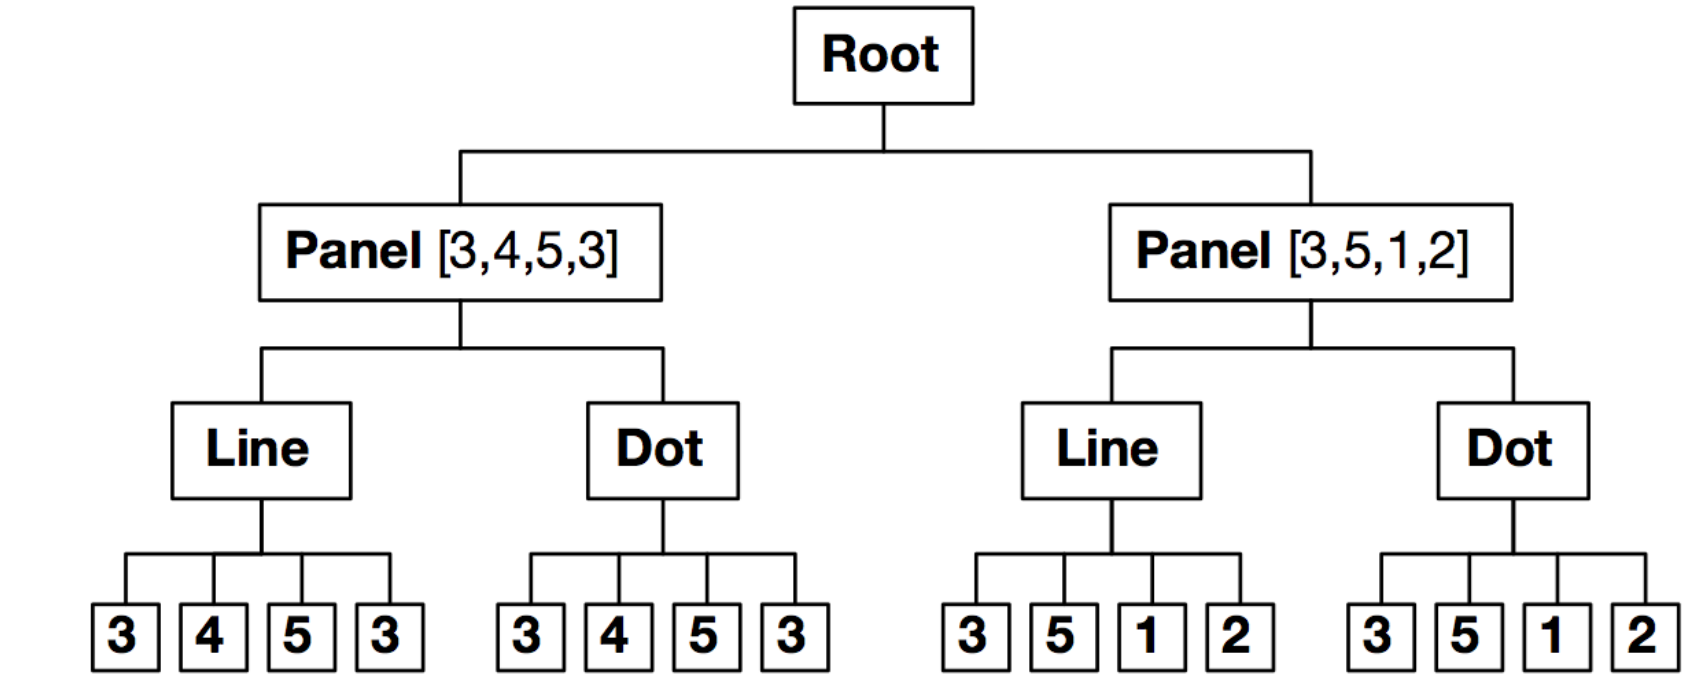 Root
Panel [3,4,5,3] Panel [3,5,1,2]
Line Dot Line Dot
3 4 5 3 3 4 5 3 3 5 1 2 3 5 1 2